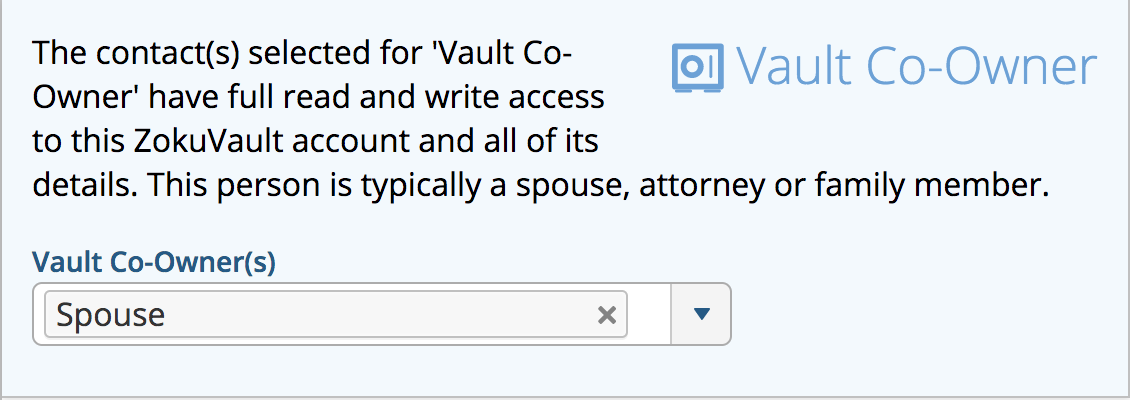 The contact(s) selected for 'Vault Co-
Owner' have full read and write access
to this ZokuVault account and all of its
details. This person is typically a spouse, attorney or family member.
Vault Co-Owner
Vault Co-Owner(s)
Spouse